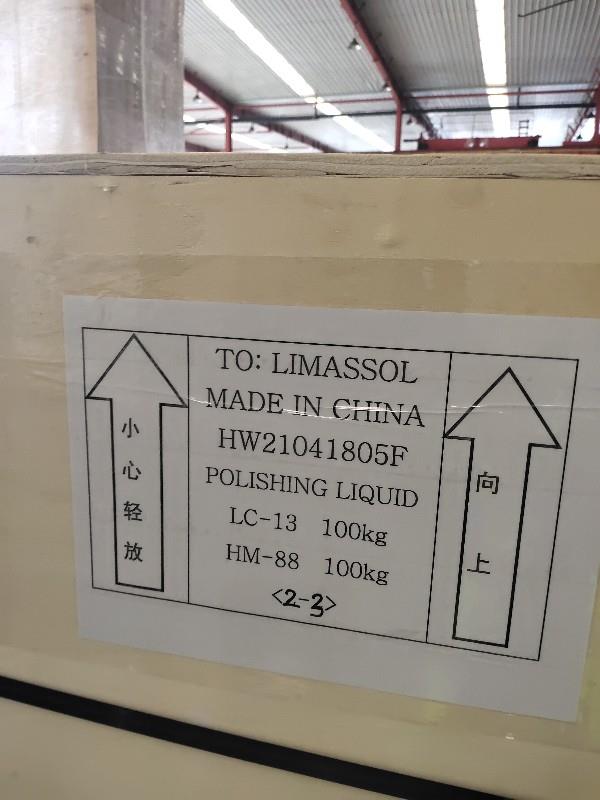 小心轻放
TO: LIMASSOL
MADE IN CHINA
HW21041805F
POLISHING LIQUID
LC-13 100kg
HM-88 100kg
<2-3>
向上